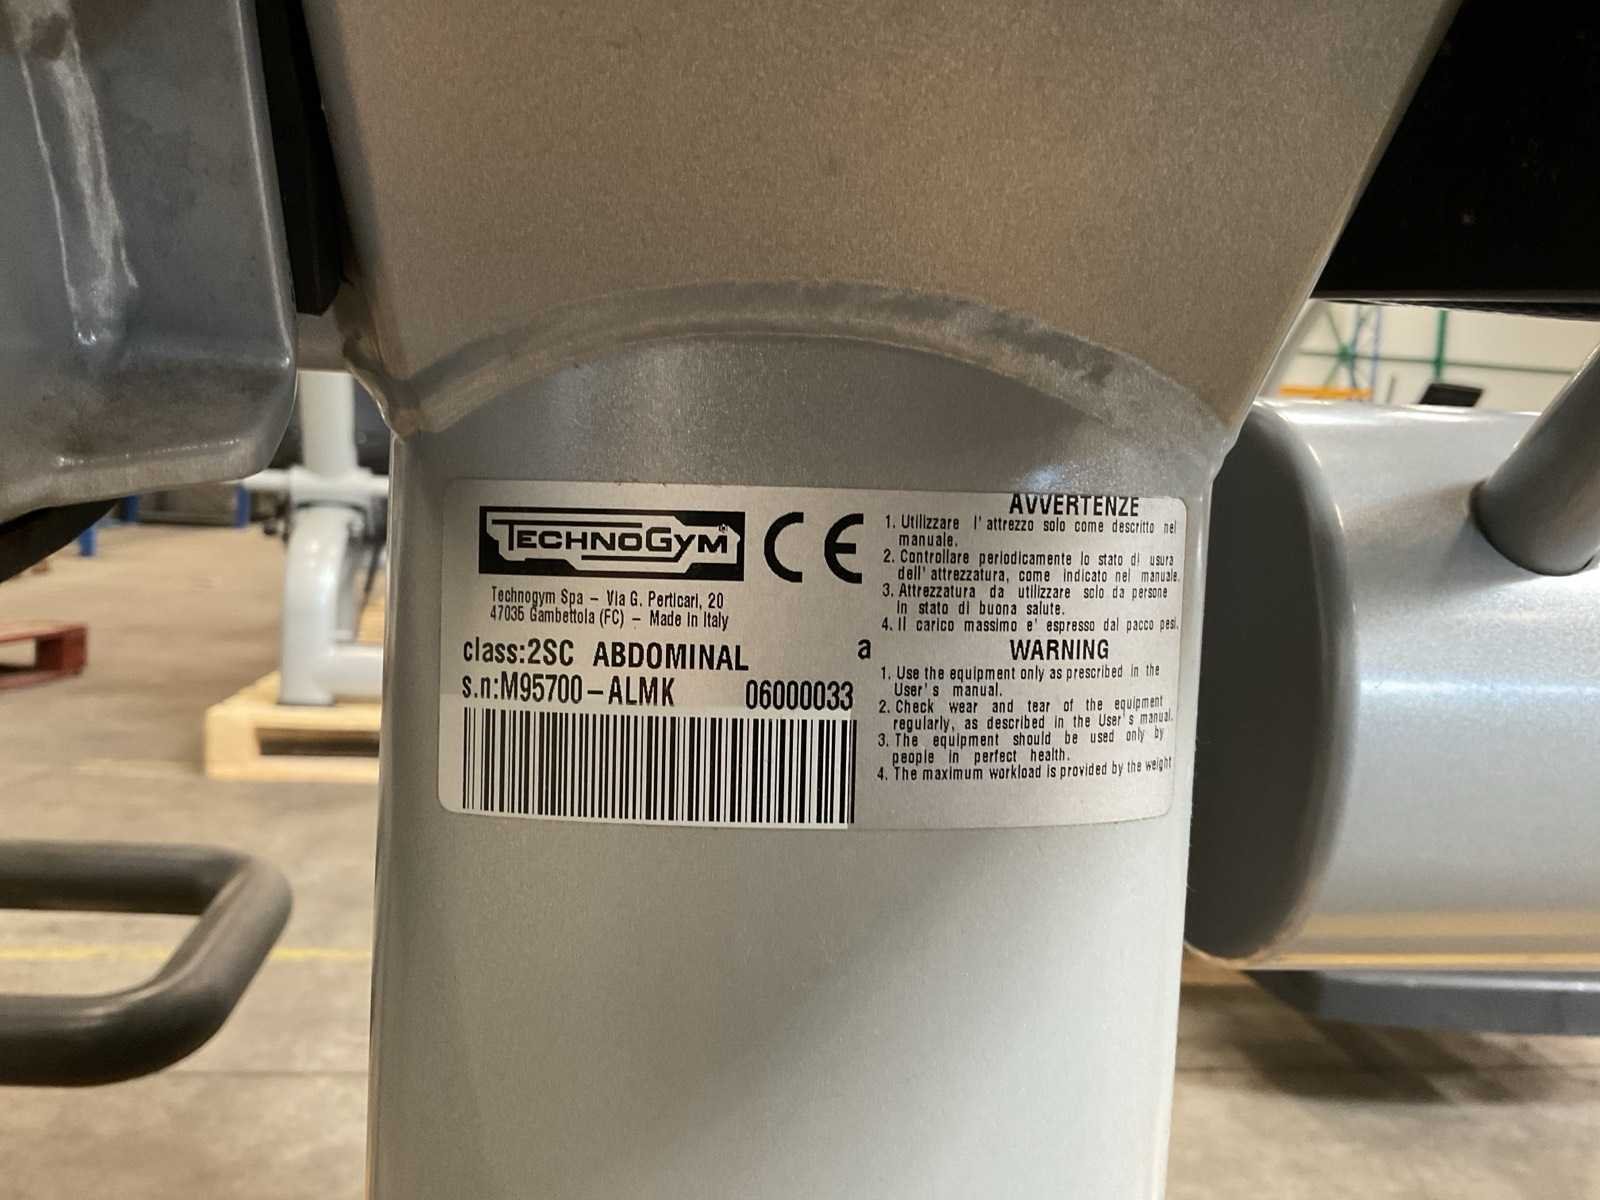 TECHNOGYM
CE
Technogym Spa – Via G. Perticari, 20
47035 Gambettola (FC) – Made in Italy
class:2SC ABDOMINAL
a
s.n:M95700-ALMK 06000033
AVVERTENZE
1. Utilizzare l'attrezzo solo come descritto nel
manuale.
2. Controllare periodicamente lo stato di usura
dell'attrezzatura, come indicato nel manuale.
3. Attrezzatura da utilizzare solo da persone
in stato di buona salute.
4. Il carico massimo e' espresso dal pacco pesi.
WARNING
1. Use the equipment only as prescribed in the
User's manual.
2. Check wear and tear of the equipment
regularly, as described in the User's manual.
3. The equipment should be used only by
people in perfect health.
4. The maximum workload is provided by the weight